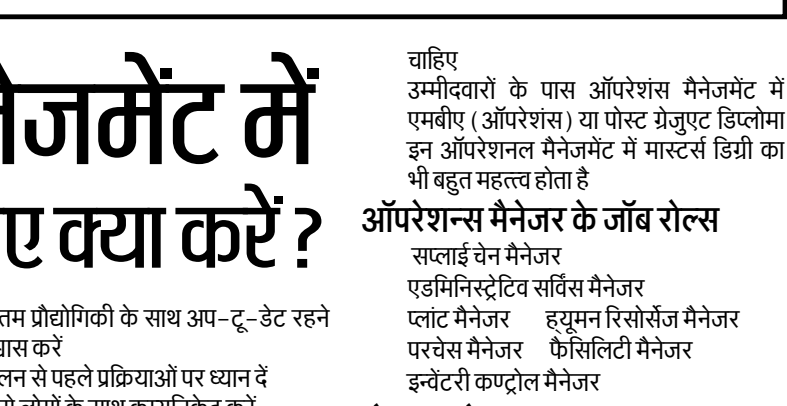 नेजमेंट में
ए क्या करें ?
तम प्रौद्योगिकी के साथ अप-टू-डेट रहने
यास करें
लन से पहले प्रक्रियाओं पर ध्यान दें
चाहिए
उम्मीदवारों के पास ऑपरेशंस मैनेजमेंट में
एमबीए (ऑपरेशंस) या पोस्ट ग्रेजुएट डिप्लोमा
इन ऑपरेशनल मैनेजमेंट में मास्टर्स डिग्री का
भी बहुत महत्त्व होता है
ऑपरेशन्स मैनेजर के जॉब रोल्स
सप्लाई चेन मैनेजर
एडमिनिस्ट्रेटिव सर्विस मैनेजर
प्लांट मैनेजर ह्यूमन रिसोर्सेज मैनेजर
परचेस मैनेजर फैसिलिटी मैनेजर
इन्वेंटरी कण्ट्रोल मैनेजर